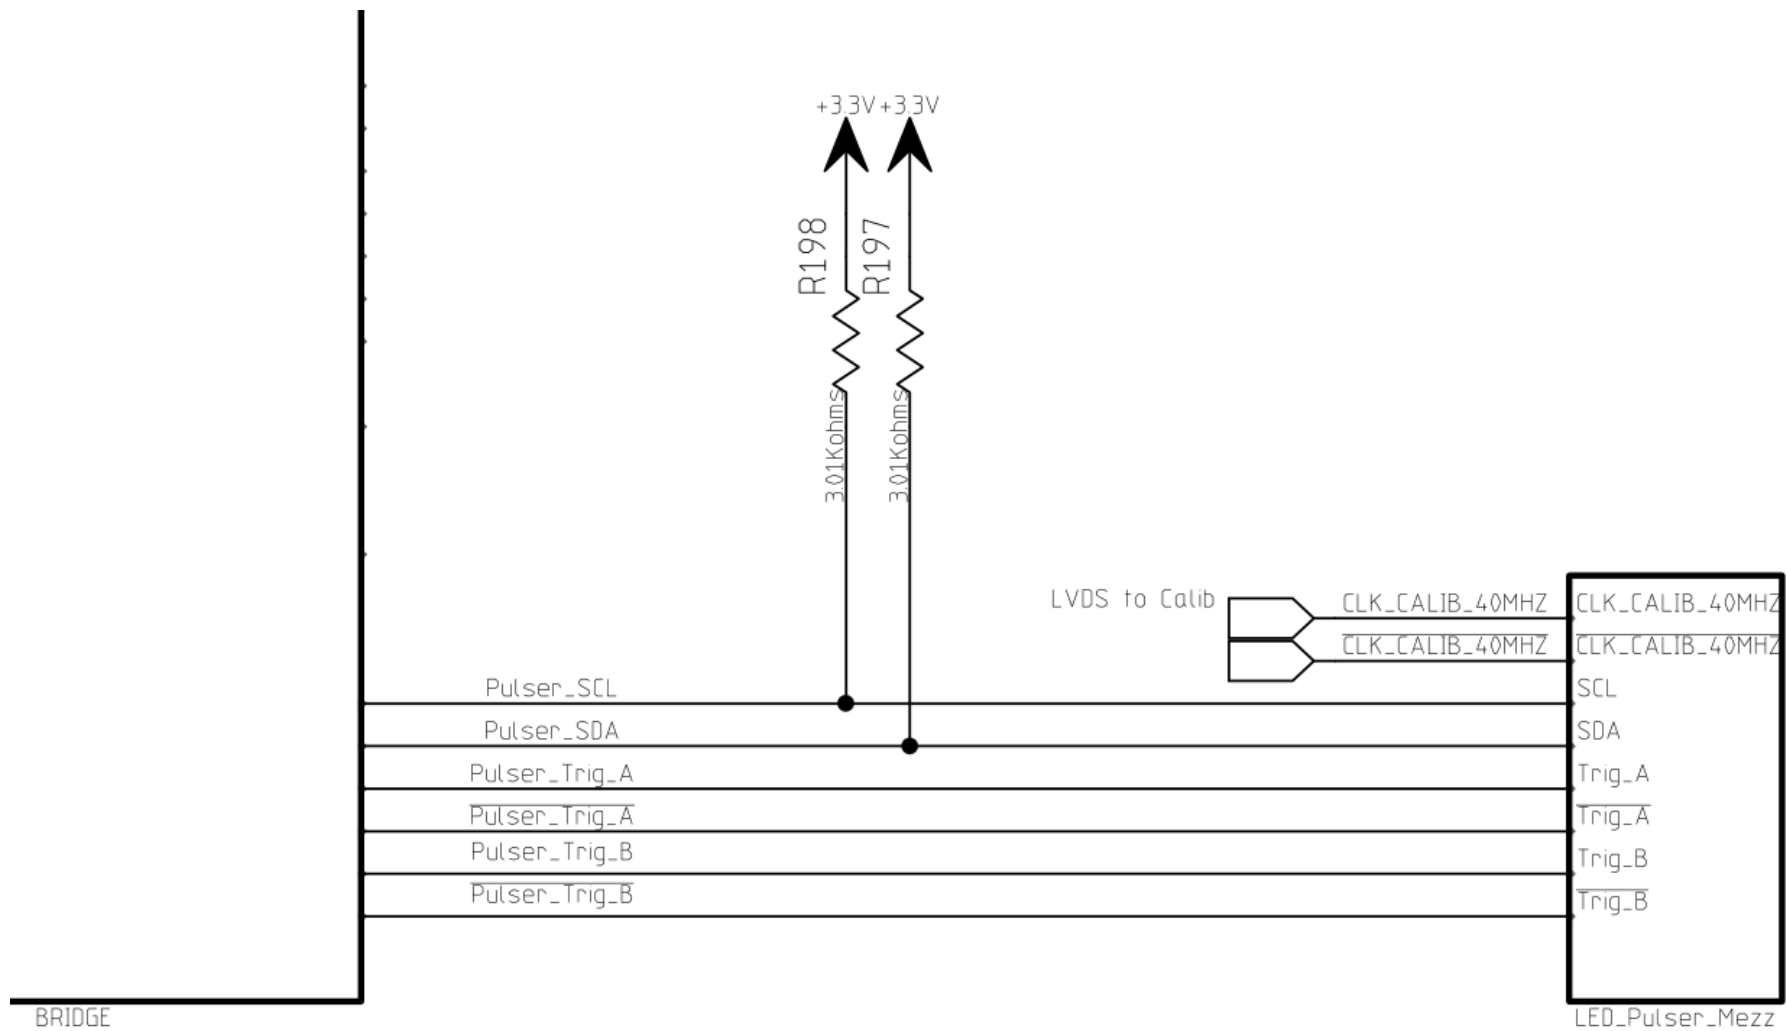 +3.3V +3.3V
R198
R197
3.01Kohms
3.01Kohms
LVDS to Calib
CLK_CALIB_40MHZ
CLK_CALIB_40MHZ
CLK_CALIB_40MHZ
CLK_CALIB_40MHZ
Pulser_SCL
SCL
Pulser_SDA
SDA
Pulser_Trig_A
Trig_A
Pulser_Trig_A
Trig_A
Pulser_Trig_B
Trig_B
Pulser_Trig_B
Trig_B
BRIDGE
LED_Pulser_Mezz